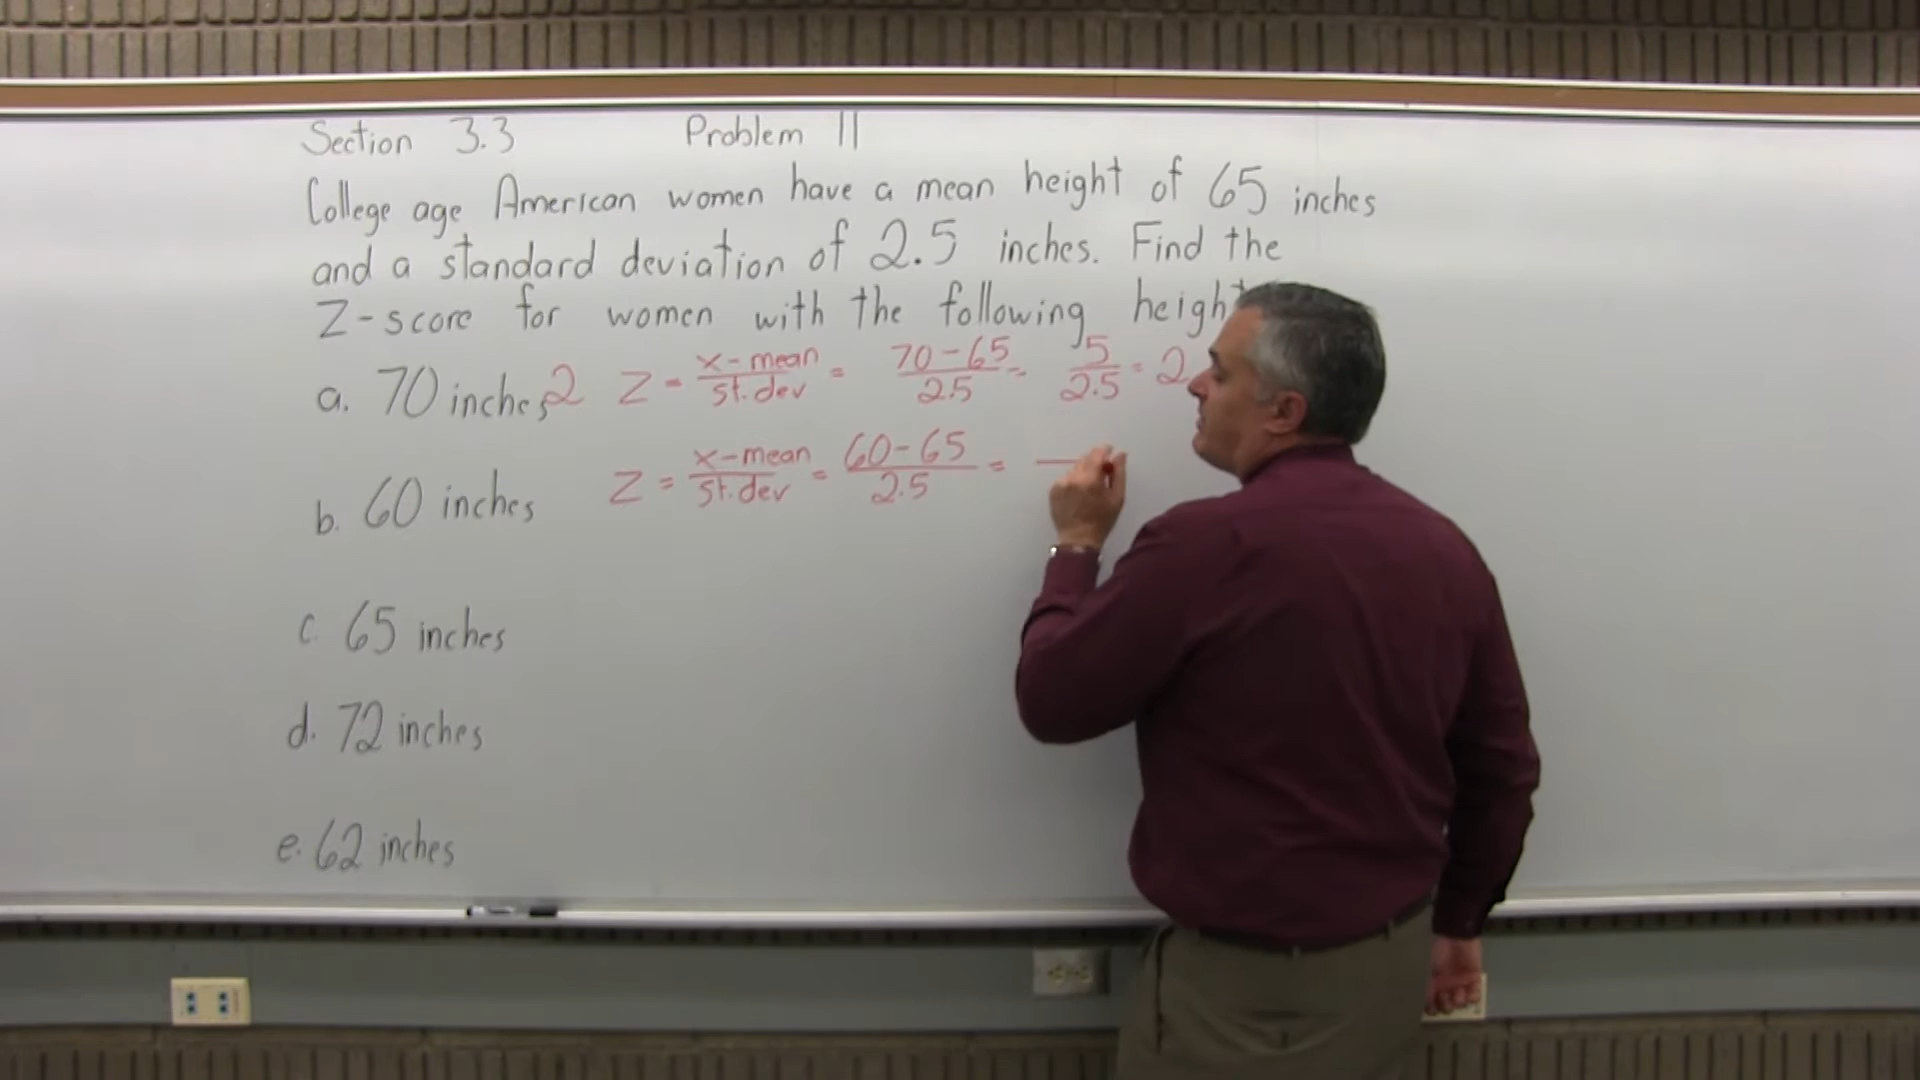 Section 3.3 Problem 11
College age American women have a mean height of 65 inches
and a standard deviation of 2.5 inches. Find the
Z-score for women with the following height
a. 70 inches 2 Z = x-mean / st.dev = 70-65 / 2.5 = 5 / 2.5 = 2
b. 60 inches Z = x-mean / st.dev = 60-65 / 2.5 =
c. 65 inches
d. 72 inches
e. 62 inches